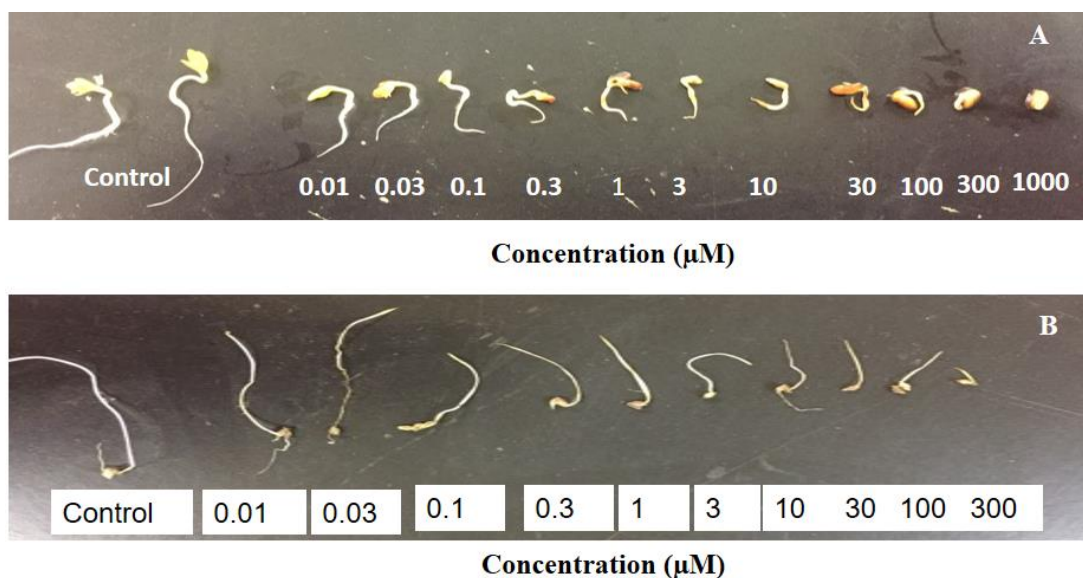 A
Control 0.01 0.03 0.1 0.3 1 3 10 30 100 300 1000
Concentration (µM)
B
Control 0.01 0.03 0.1 0.3 1 3 10 30 100 300
Concentration (µM)